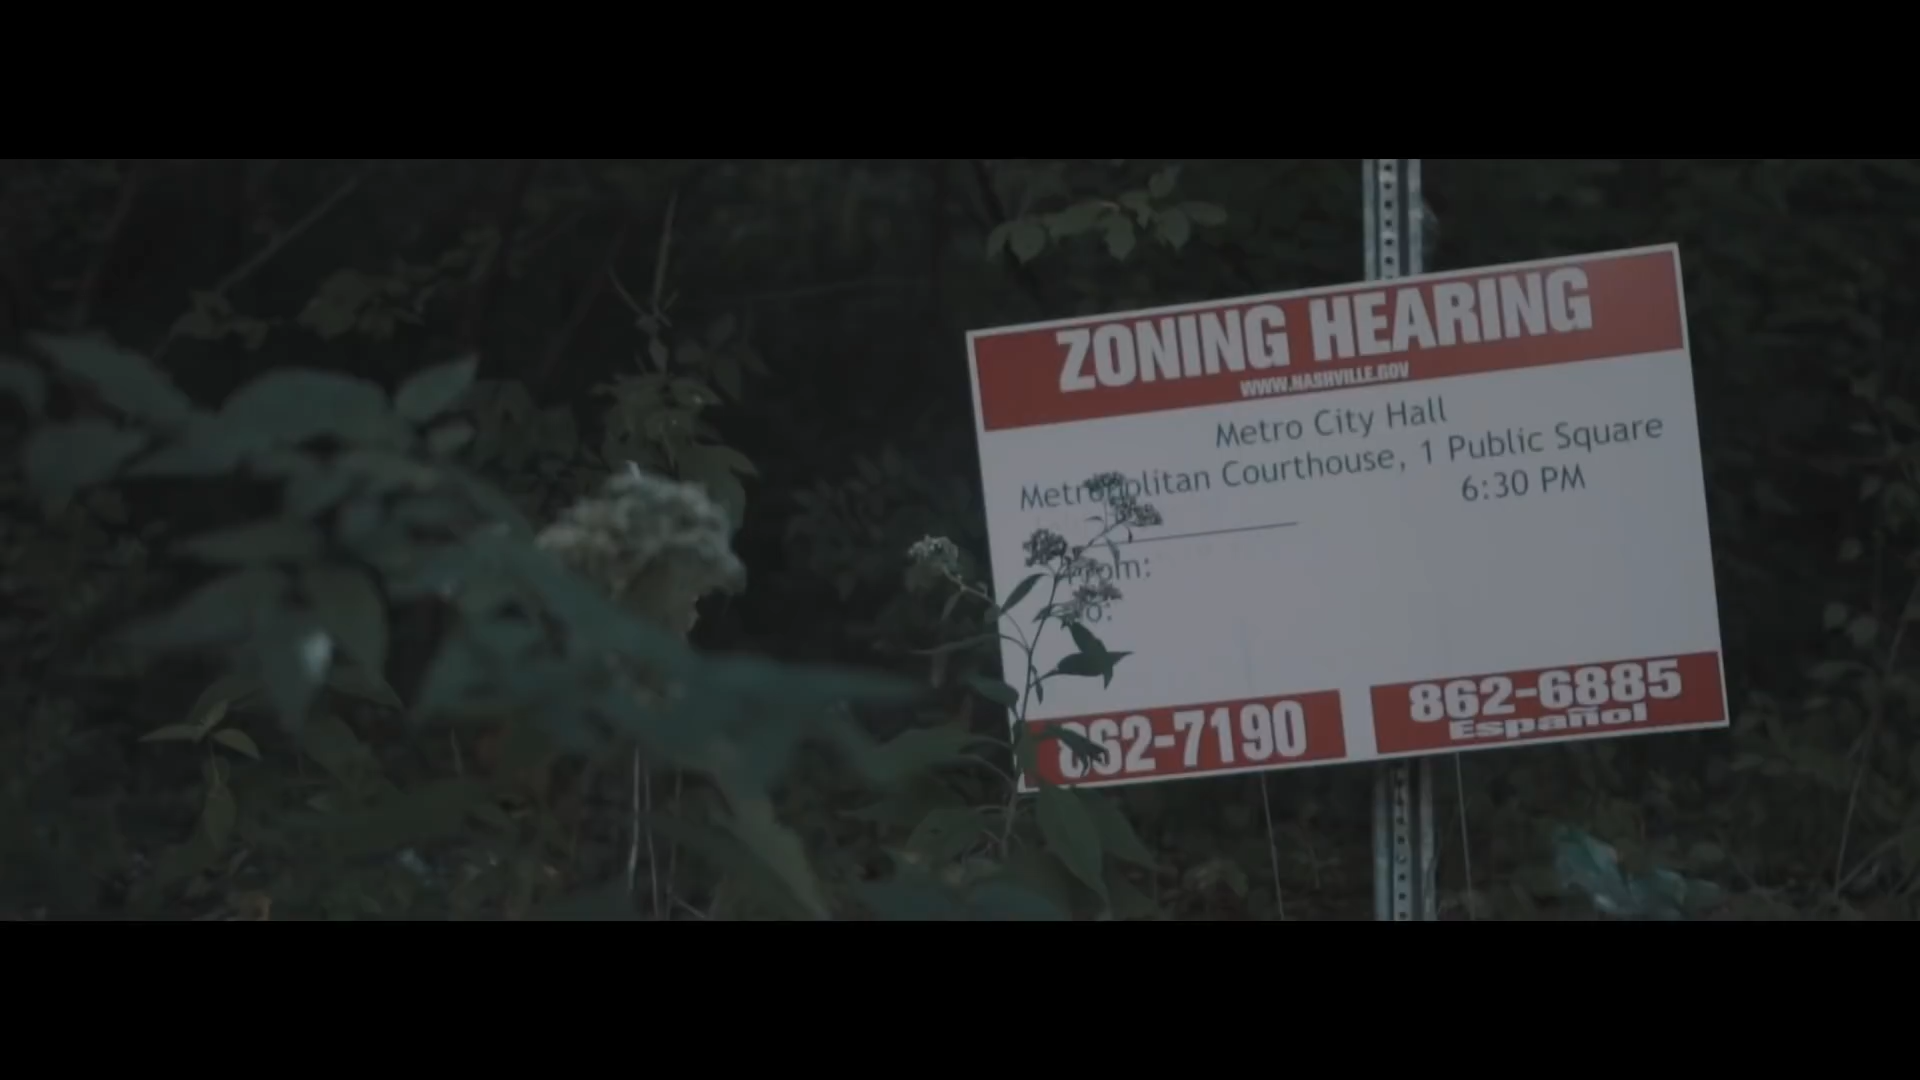 ZONING HEARING
WWW.NASHVILLE.GOV
Metro City Hall
Metropolitan Courthouse, 1 Public Square
6:30 PM
From:
To:
862-7190
862-6885
Español